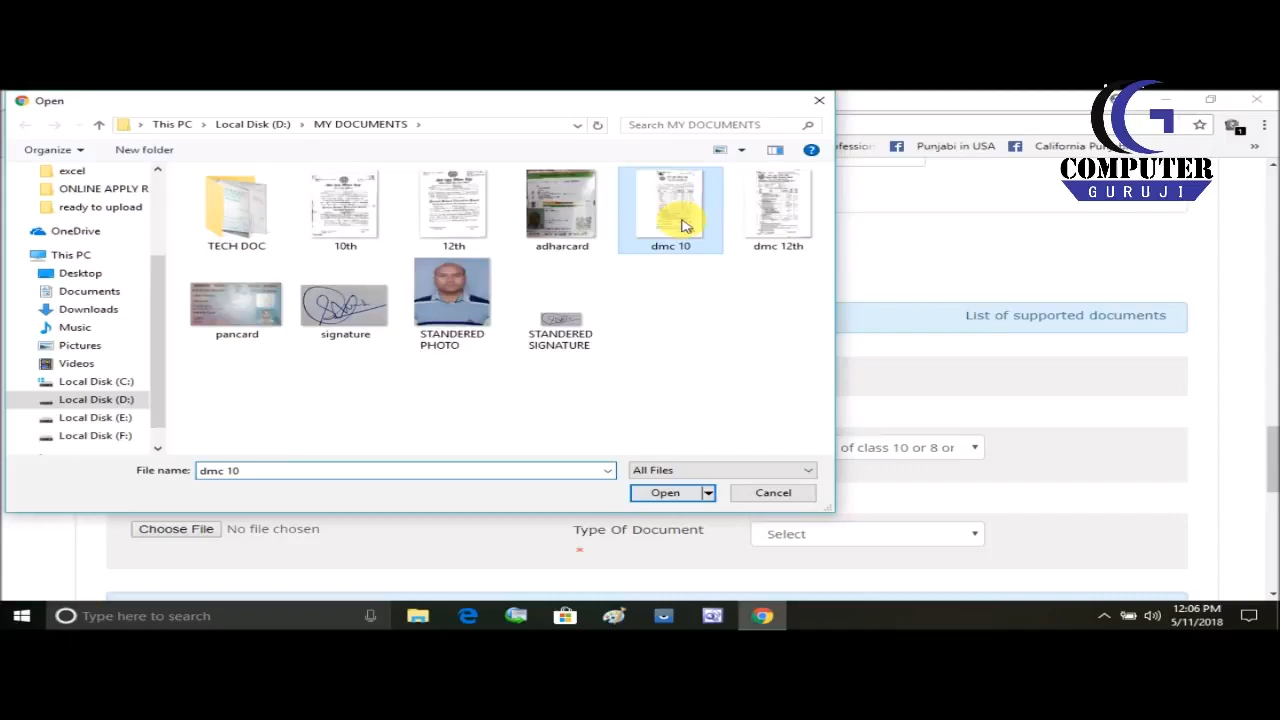 Open
This PC > Local Disk (D:) > MY DOCUMENTS >
Search MY DOCUMENTS
Organize
New folder
excel
ONLINE APPLY R
ready to upload
OneDrive
This PC
Desktop
Documents
Downloads
Music
Pictures
Videos
Local Disk (C:)
Local Disk (D:)
Local Disk (E:)
Local Disk (F:)
TECH DOC
10th
12th
adharcard
dmc 10
dmc 12th
pancard
signature
STANDERED
PHOTO
STANDERED
SIGNATURE
File name: dmc 10
All Files
Open
Cancel
fession
Punjabi in USA
California Punj
G
COMPUTER
GURUJI
1
List of supported documents
of class 10 or 8 or
Choose File No file chosen
Type Of Document
*
Select
Type here to search
12:06 PM
5/11/2018